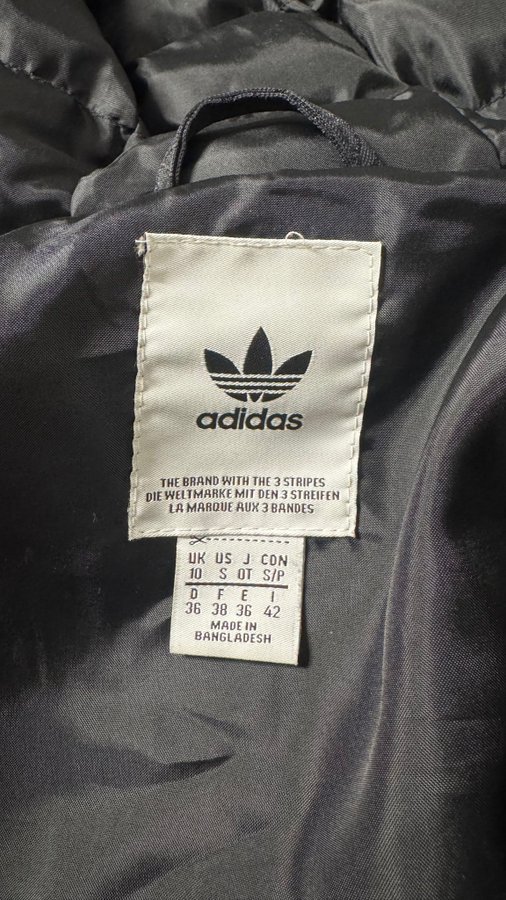 adidas
THE BRAND WITH THE 3 STRIPES
DIE WELTMARKE MIT DEN 3 STREIFEN
LA MARQUE AUX 3 BANDES
UK US J CON
10 S OT S/P
D F E I
36 38 36 42
MADE IN
BANGLADESH